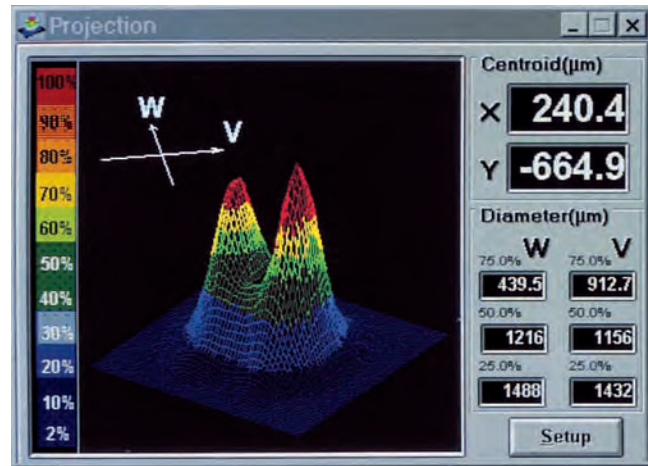 Projection
100%
90%
80%
70%
60%
50%
40%
30%
20%
10%
2%
W
V
Centroid(µm)
X 240.4
Y -664.9
Diameter(µm)
W V
75.0% 75.0%
439.5 912.7
50.0% 50.0%
1216 1156
25.0% 25.0%
1488 1432
Setup